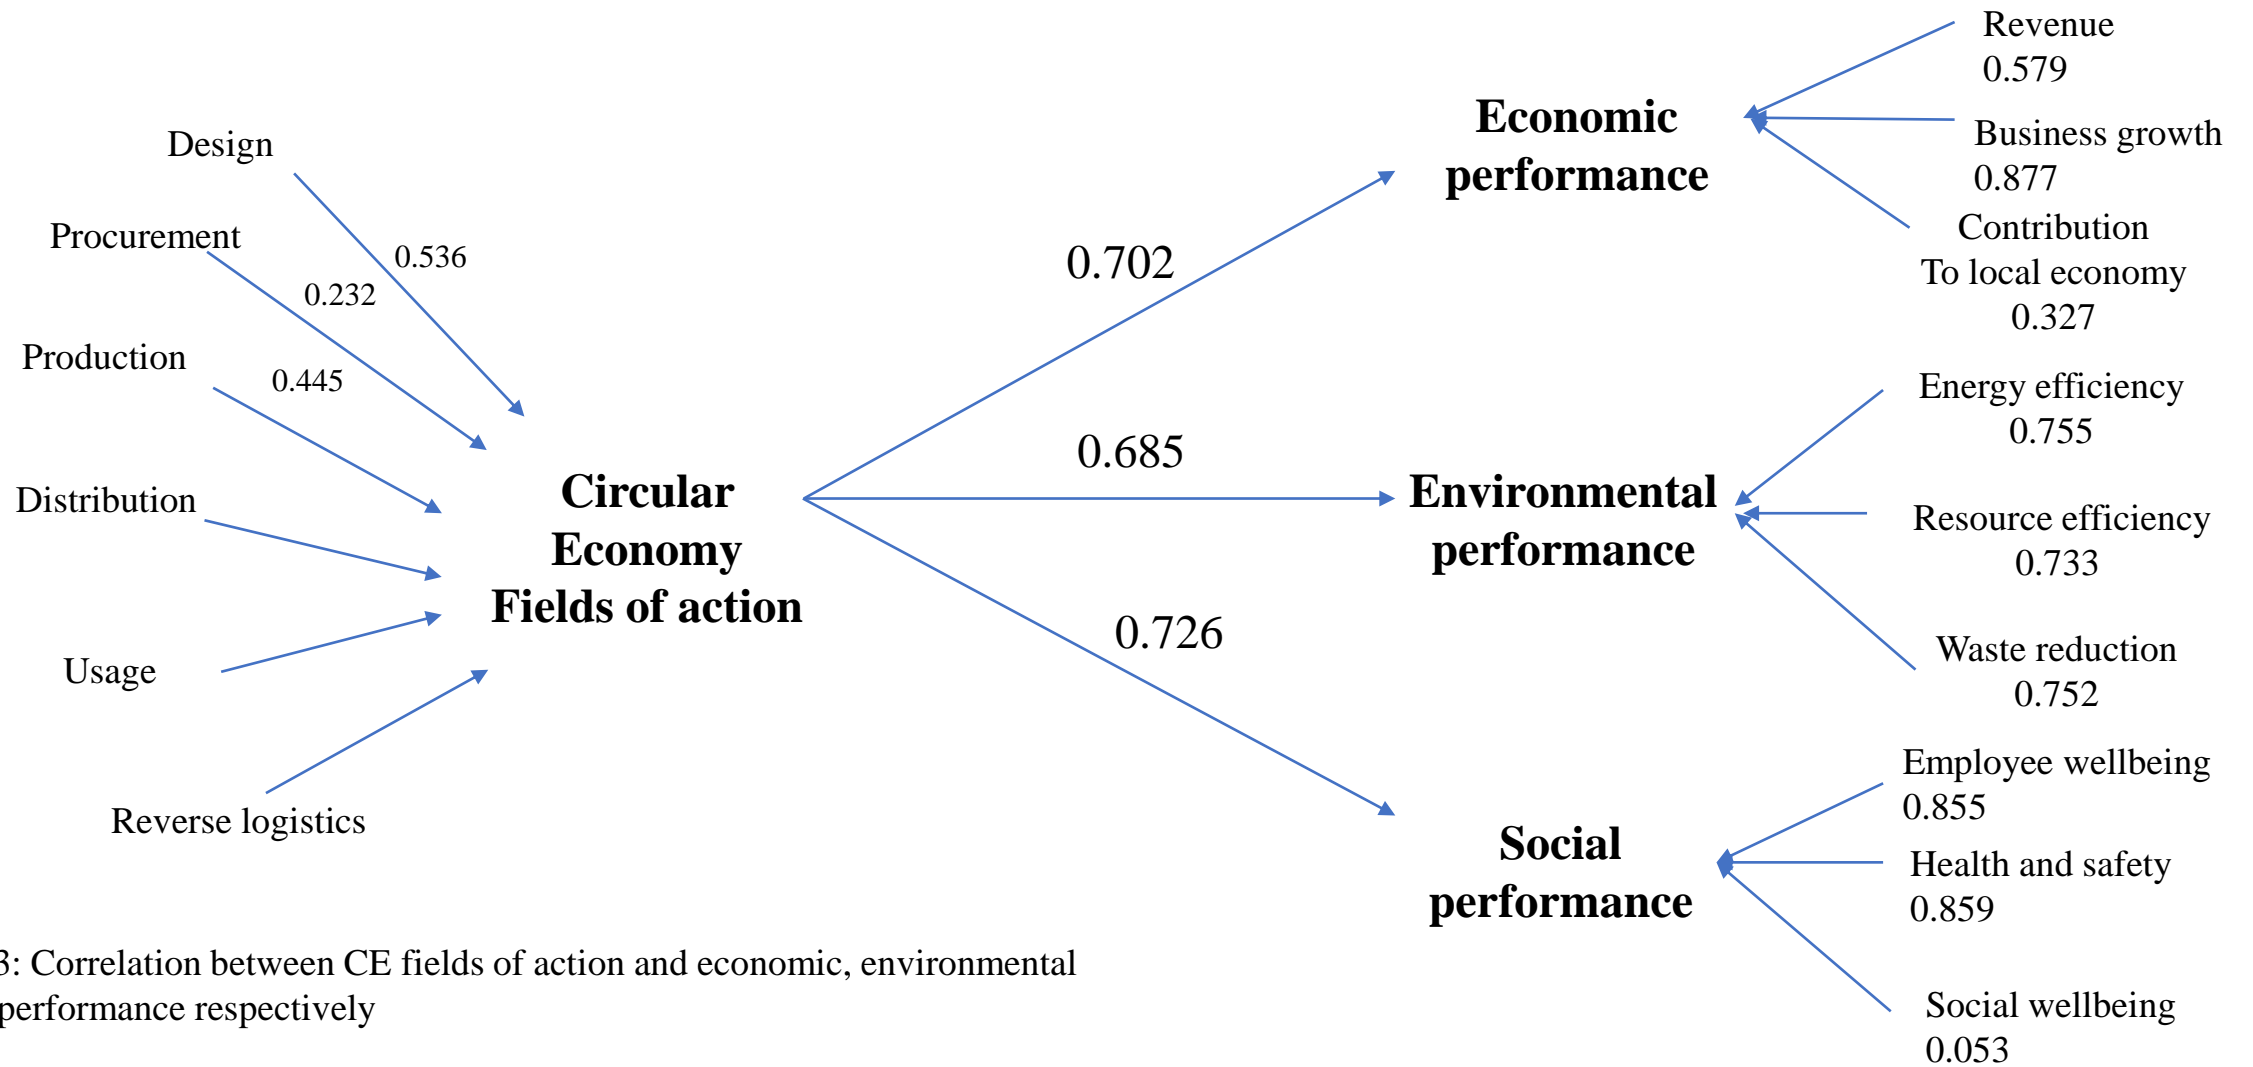 Design
Procurement
Production
Distribution
Usage
Reverse logistics
0.536
0.232
0.445
Circular
Economy
Fields of action
0.702
0.685
0.726
Economic
performance
Environmental
performance
Social
performance
Revenue
0.579
Business growth
0.877
Contribution
To local economy
0.327
Energy efficiency
0.755
Resource efficiency
0.733
Waste reduction
0.752
Employee wellbeing
0.855
Health and safety
0.859
Social wellbeing
0.053
3: Correlation between CE fields of action and economic, environmental
performance respectively